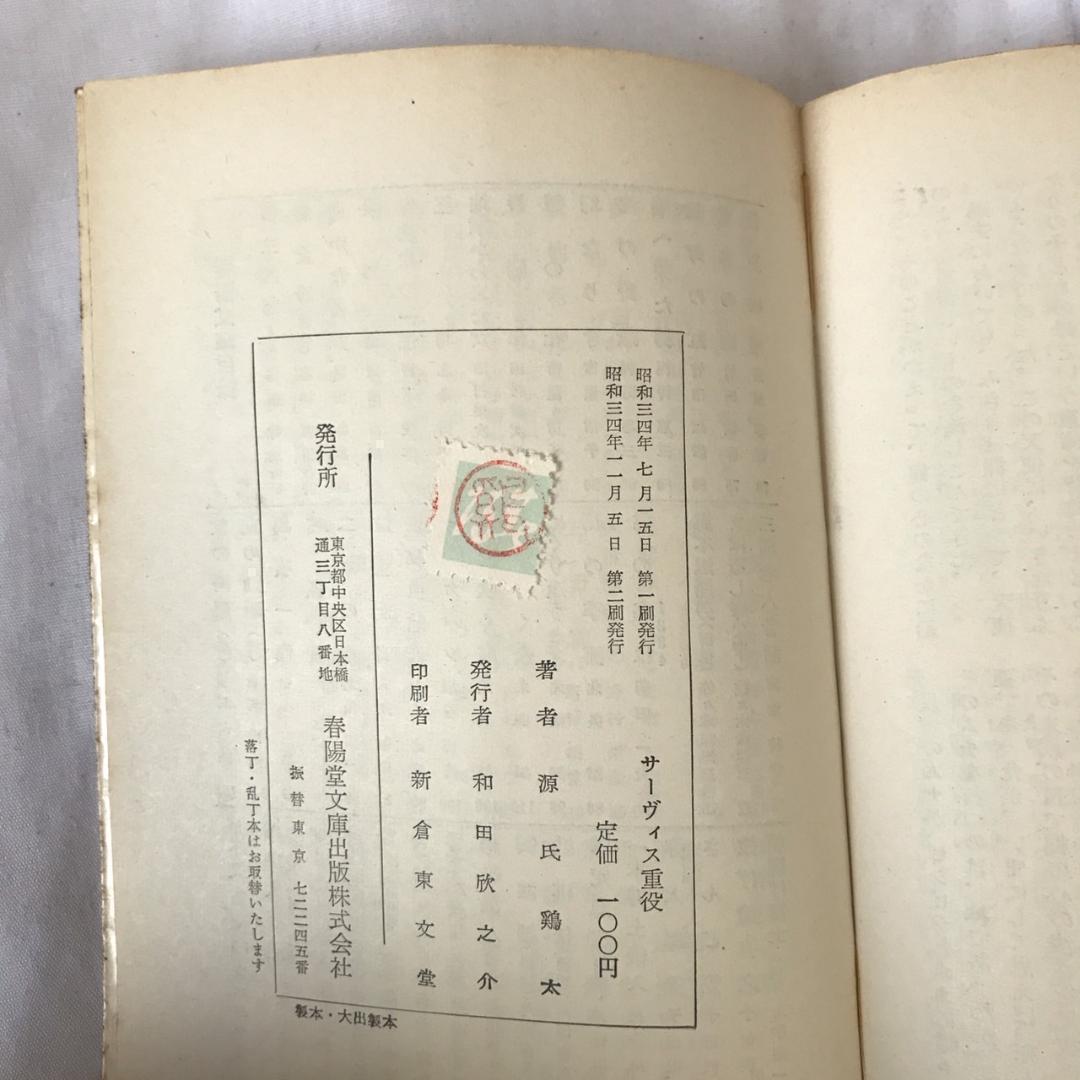 昭和三四年 七月一五日 第一刷発行
昭和三四年一一月五日 第二刷発行
サーヴィス重役
定価 一〇〇円
著者 源氏鶏太
発行者 和田欣之介
印刷者 新倉東文堂
発行所
東京都中央区日本橋
通三丁目八番地
春陽堂文庫出版株式会社
振替東京 七二二四五番
落丁・乱丁本はお取替いたします
製本・大出製本